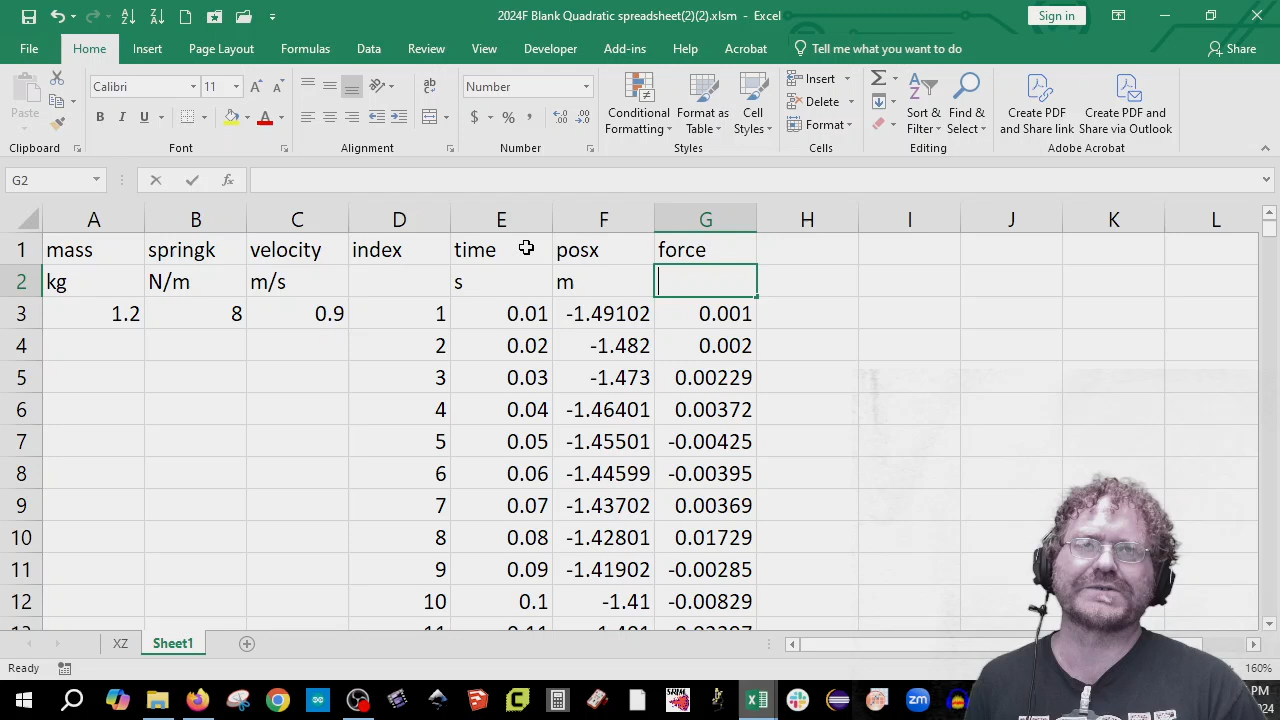 2024F Blank Quadratic spreadsheet(2)(2).xlsm - Excel
Sign in
File Home Insert Page Layout Formulas Data Review View Developer Add-ins Help Acrobat Tell me what you want to do Share
Paste
Calibri 11
B I U
Clipboard
Font
ab
Alignment
Number
$ % ,
Number
Conditional Formatting
Format as Table
Cell Styles
Styles
Insert
Delete
Format
Cells
Sort & Filter
Find & Select
Editing
Create PDF and Share link
Create PDF and Share via Outlook
Adobe Acrobat
G2 fx
A B C D E F G H I J K L
1 mass springk velocity index time posx force
2 kg N/m m/s s m
3 1.2 8 0.9 1 0.01 -1.49102 0.001
4 2 0.02 -1.482 0.002
5 3 0.03 -1.473 0.00229
6 4 0.04 -1.46401 0.00372
7 5 0.05 -1.45501 -0.00425
8 6 0.06 -1.44599 -0.00395
9 7 0.07 -1.43702 0.00369
10 8 0.08 -1.42801 0.01729
11 9 0.09 -1.41902 -0.00285
12 10 0.1 -1.41 -0.00829
XZ Sheet1
Ready
160%
zm
PM